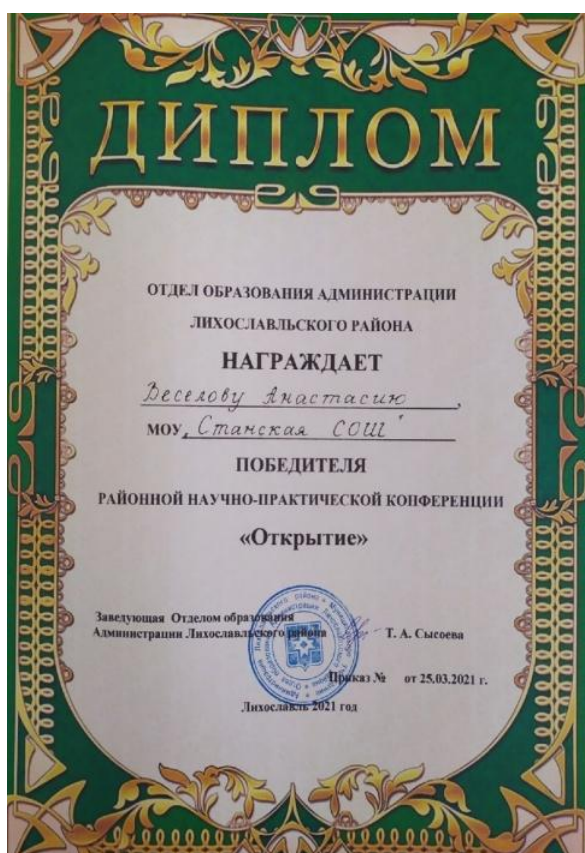 ДИПЛОМ
ОТДЕЛ ОБРАЗОВАНИЯ АДМИНИСТРАЦИИ
ЛИХОСЛАВЛЬСКОГО РАЙОНА
НАГРАЖДАЕТ
Веселову Анастасию,
МОУ „Станская СОШ"
ПОБЕДИТЕЛЯ
РАЙОННОЙ НАУЧНО-ПРАКТИЧЕСКОЙ КОНФЕРЕНЦИИ
«Открытие»
Заведующая Отделом образования
Администрации Лихославльского района Т. А. Сысоева
Приказ № от 25.03.2021 г.
Лихославль 2021 год